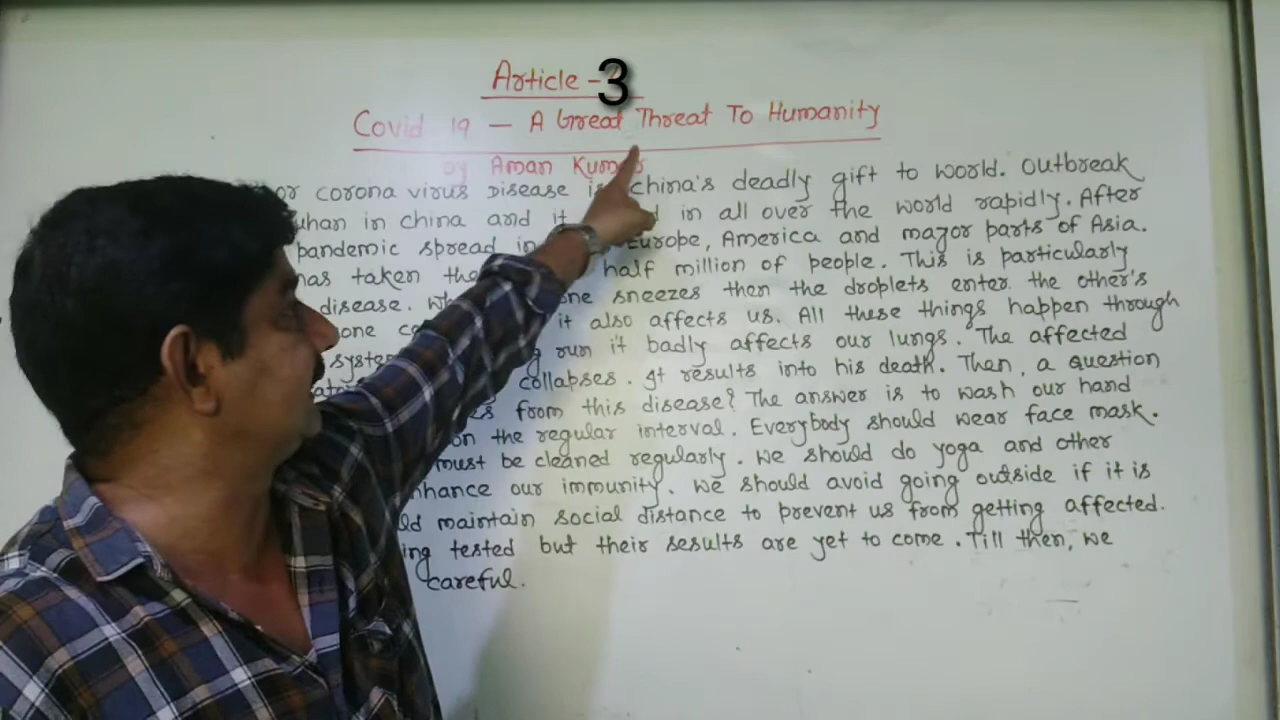 Article - 3
Covid 19 - A Great Threat To Humanity
by Aman Kumar
or corona virus Disease is china's deadly gift to world. Outbreak
uhan in china and it in all over the world rapidly. After
pandemic spread in Europe, America and major parts of Asia.
has taken the half million of people. This is particularly
disease. one sneezes then the droplets enter the other's
one it also affects us. All these things happen through
system run it badly affects our lungs. The affected
collapses. It results into his death. Then, a question
from this disease? The answer is to wash our hand
on the regular interval. Everybody should wear face mask.
must be cleaned regularly. We should do yoga and other
nhance our immunity. We should avoid going outside if it is
ld maintain social distance to prevent us from getting affected.
ing tested but their sesults are yet to come. Till then, we
careful.